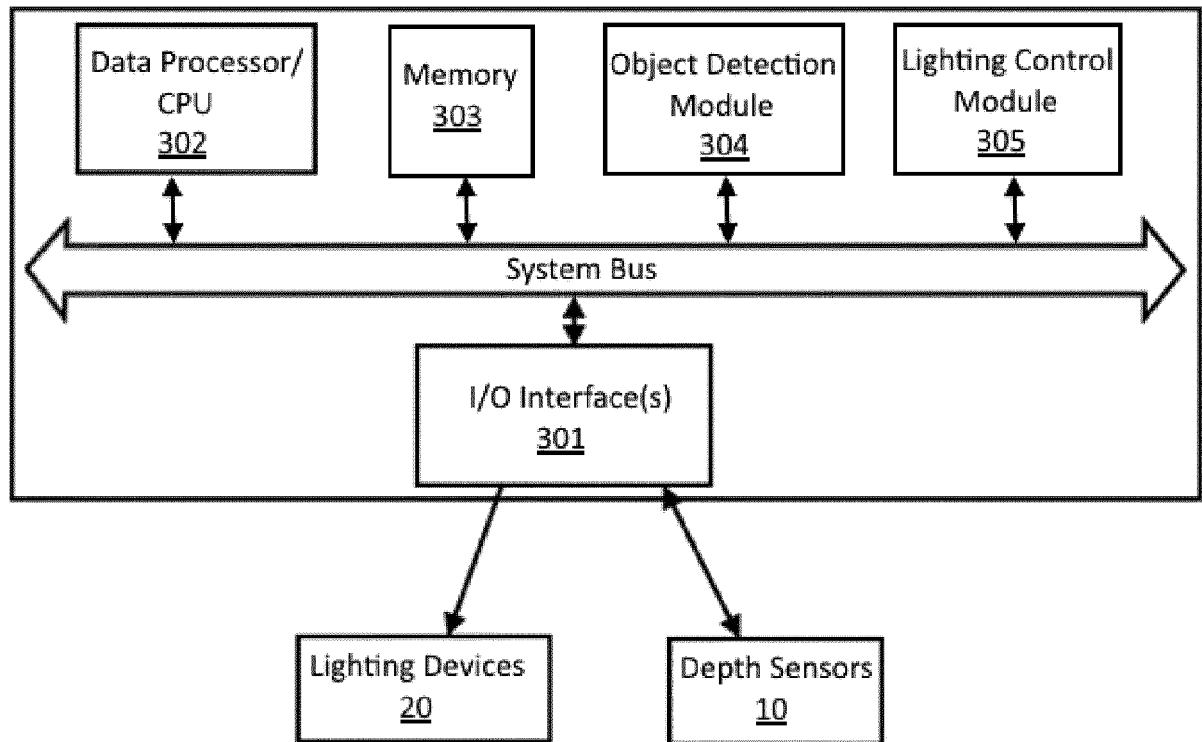 Data Processor/
CPU
302
Memory
303
Object Detection
Module
304
Lighting Control
Module
305
System Bus
I/O Interface(s)
301
Lighting Devices
20
Depth Sensors
10